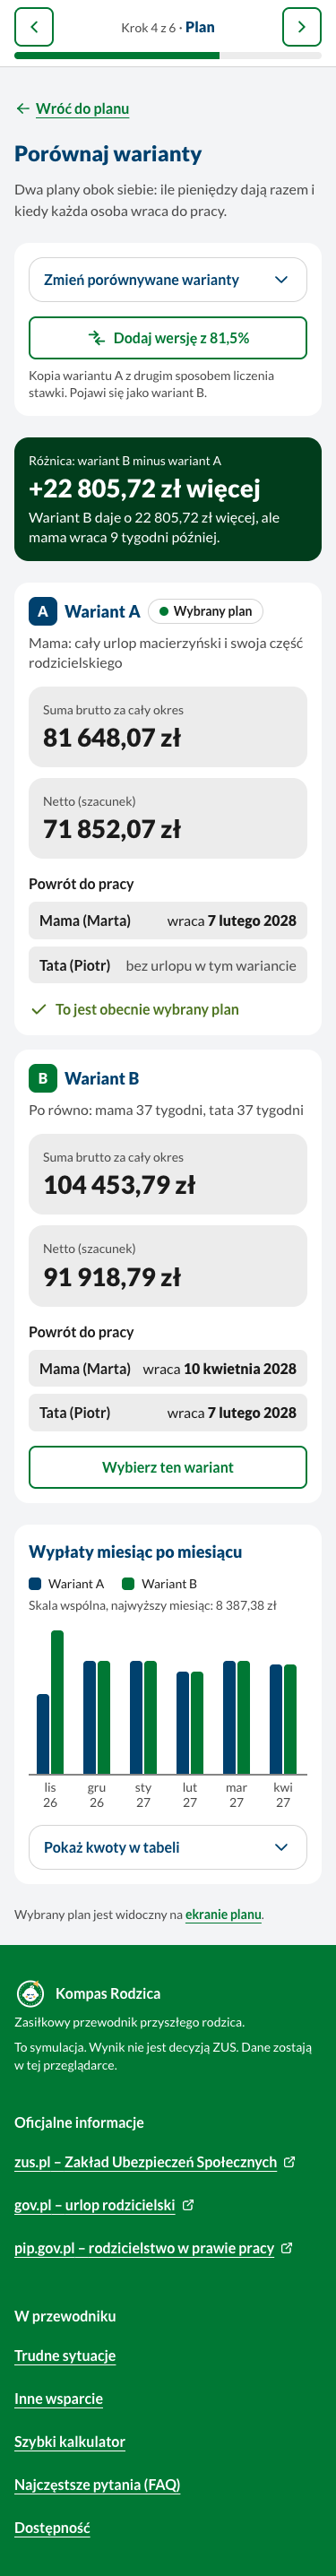 Krok 4 z 6 · Plan
Wróć do planu
Porównaj warianty
Dwa plany obok siebie: ile pieniędzy dają razem i
kiedy każda osoba wraca do pracy.
Zmień porównywane warianty
Dodaj wersję z 81,5%
Kopia wariantu A z drugim sposobem liczenia
stawki. Pojawi się jako wariant B.
Różnica: wariant B minus wariant A
+22 805,72 zł więcej
Wariant B daje o 22 805,72 zł więcej, ale
mama wraca 9 tygodni później.
A Wariant A Wybrany plan
Mama: cały urlop macierzyński i swoja część
rodzicielskiego
Suma brutto za cały okres
81 648,07 zł
Netto (szacunek)
71 852,07 zł
Powrót do pracy
Mama (Marta) wraca 7 lutego 2028
Tata (Piotr) bez urlopu w tym wariancie
To jest obecnie wybrany plan
B Wariant B
Po równo: mama 37 tygodni, tata 37 tygodni
Suma brutto za cały okres
104 453,79 zł
Netto (szacunek)
91 918,79 zł
Powrót do pracy
Mama (Marta) wraca 10 kwietnia 2028
Tata (Piotr) wraca 7 lutego 2028
Wybierz ten wariant
Wypłaty miesiąc po miesiącu
Wariant A Wariant B
Skala wspólna, najwyższy miesiąc: 8 387,38 zł
lis gru sty lut mar kwi
26 26 27 27 27 27
Pokaż kwoty w tabeli
Wybrany plan jest widoczny na ekranie planu.
Kompas Rodzica
Zasiłkowy przewodnik przyszłego rodzica.
To symulacja. Wynik nie jest decyzją ZUS. Dane zostają
w tej przeglądarce.
Oficjalne informacje
zus.pl – Zakład Ubezpieczeń Społecznych
gov.pl – urlop rodzicielski
pip.gov.pl – rodzicielstwo w prawie pracy
W przewodniku
Trudne sytuacje
Inne wsparcie
Szybki kalkulator
Najczęstsze pytania (FAQ)
Dostępność